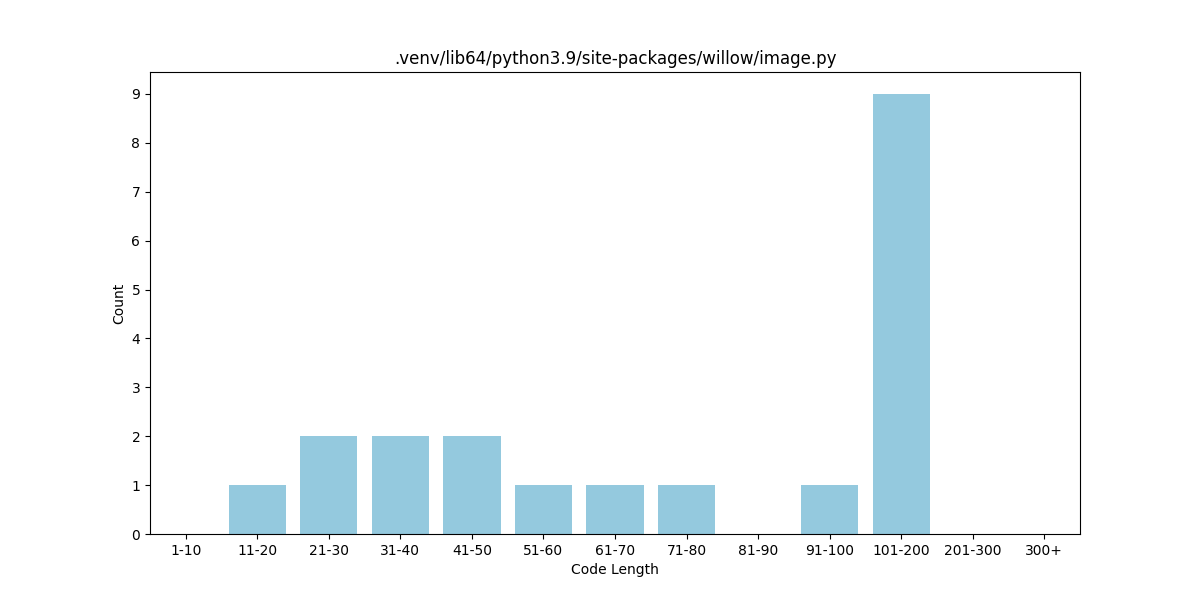 .venv/lib64/python3.9/site-packages/willow/image.py
9
8
7
6
5
4
3
2
1
0
Count
1-10 11-20 21-30 31-40 41-50 51-60 61-70 71-80 81-90 91-100 101-200 201-300 300+
Code Length